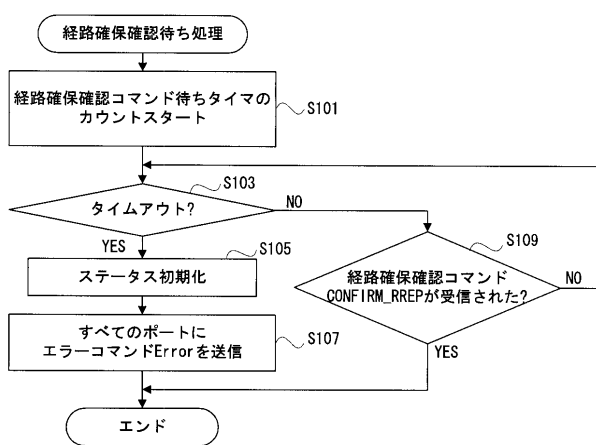 経路確保確認待ち処理
経路確保確認コマンド待ちタイマの
カウントスタート
S101
S103
タイムアウト?
NO
YES
S105
ステータス初期化
S109
経路確保確認コマンド
CONFIRM_RREPが受信された?
NO
YES
すべてのポートに
エラーコマンドErrorを送信
S107
エンド